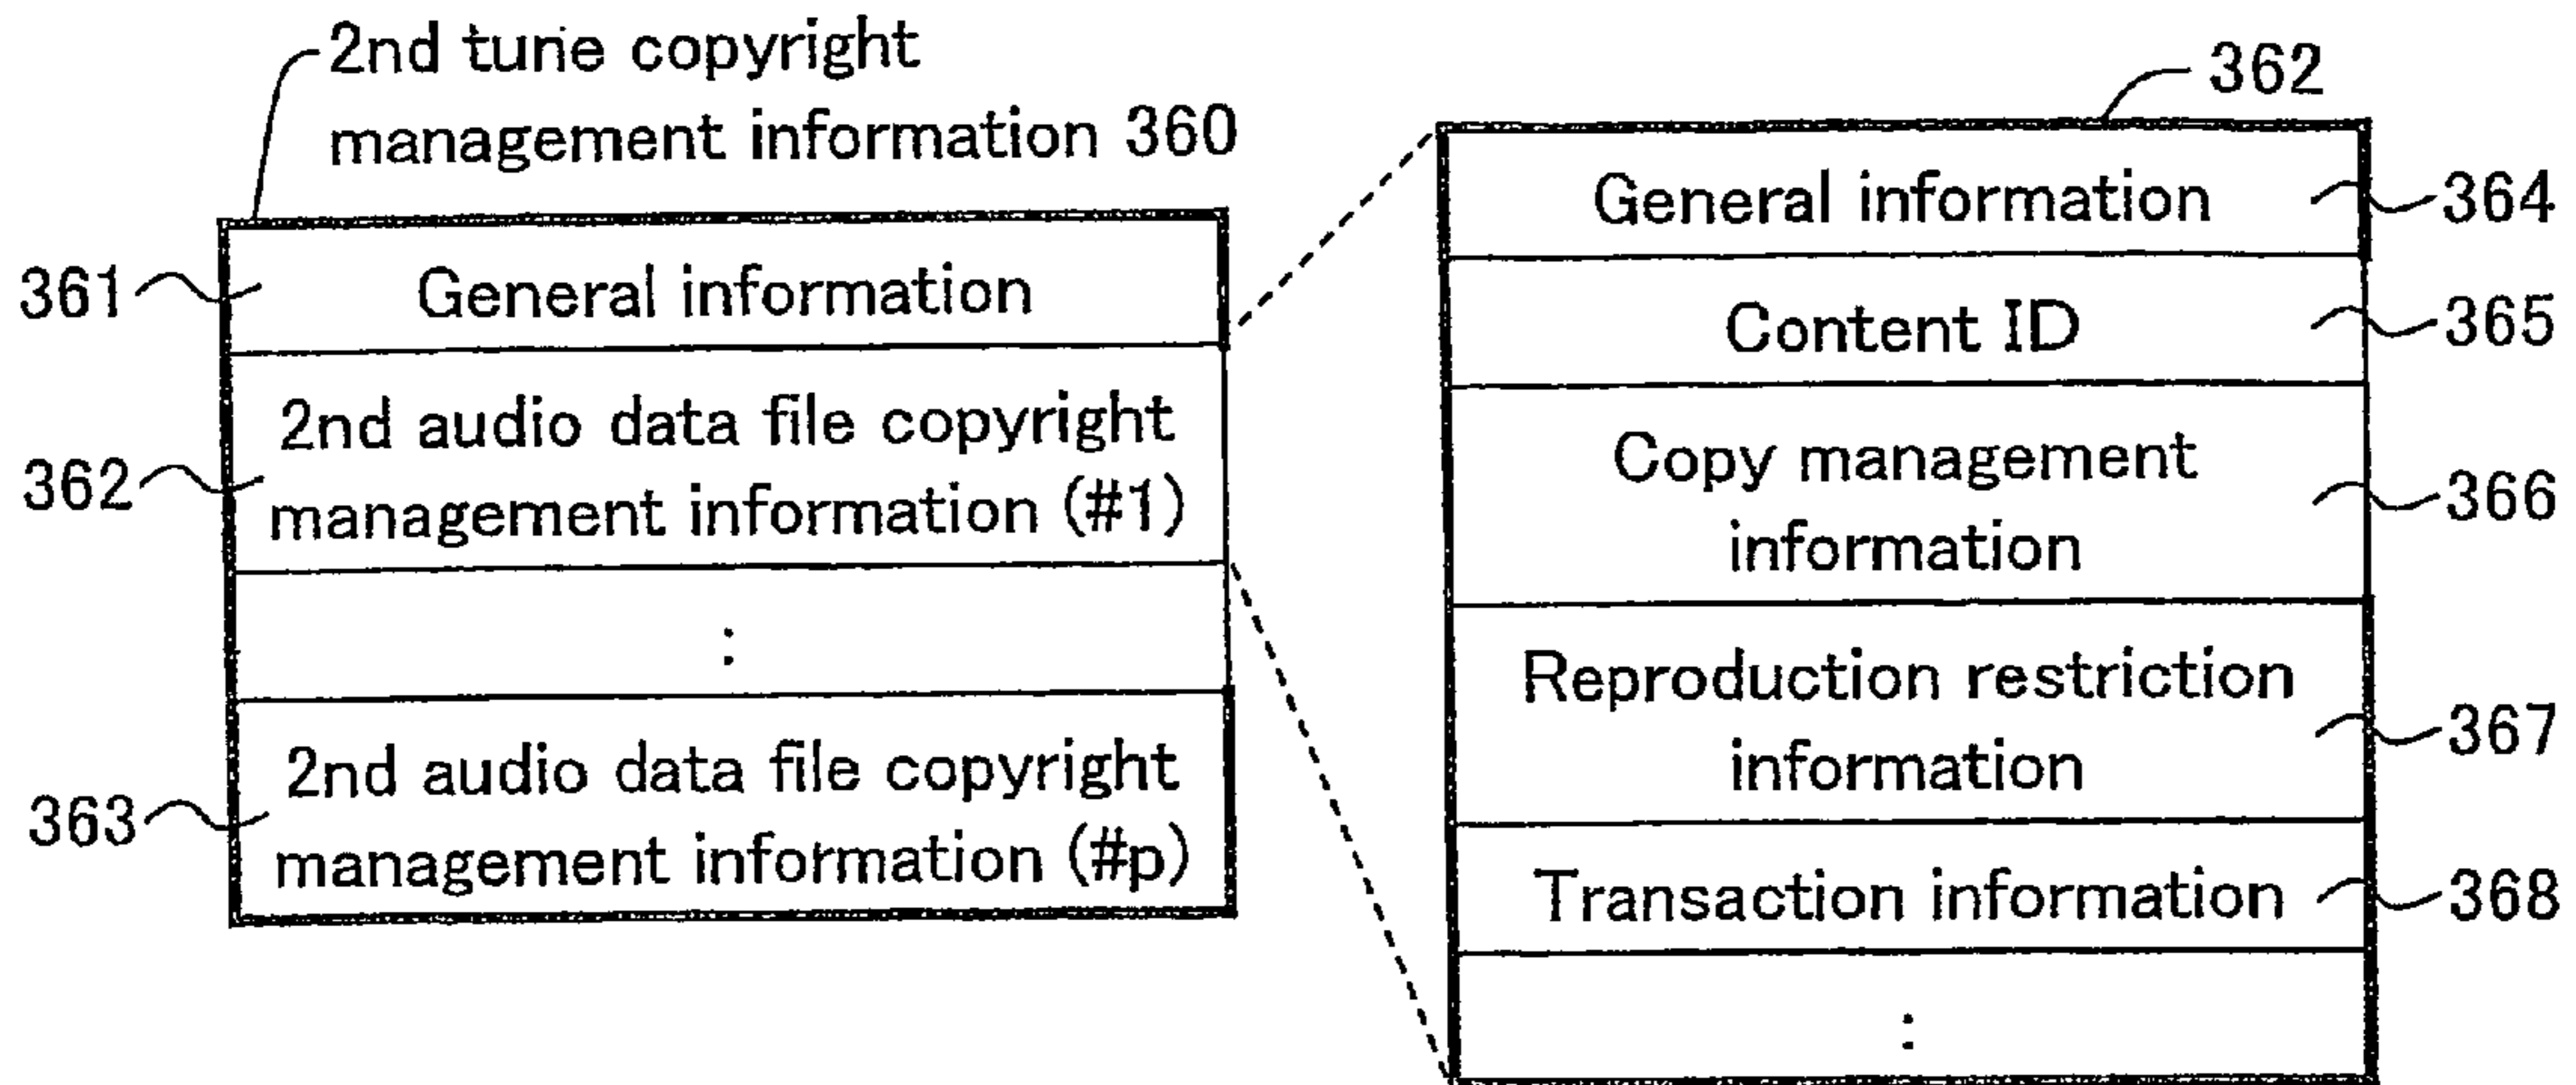 2nd tune copyright
management information 360
361
General information
362
2nd audio data file copyright
management information (#1)
:
363
2nd audio data file copyright
management information (#p)
362
General information
364
Content ID
365
Copy management
information
366
Reproduction restriction
information
367
Transaction information
368
: